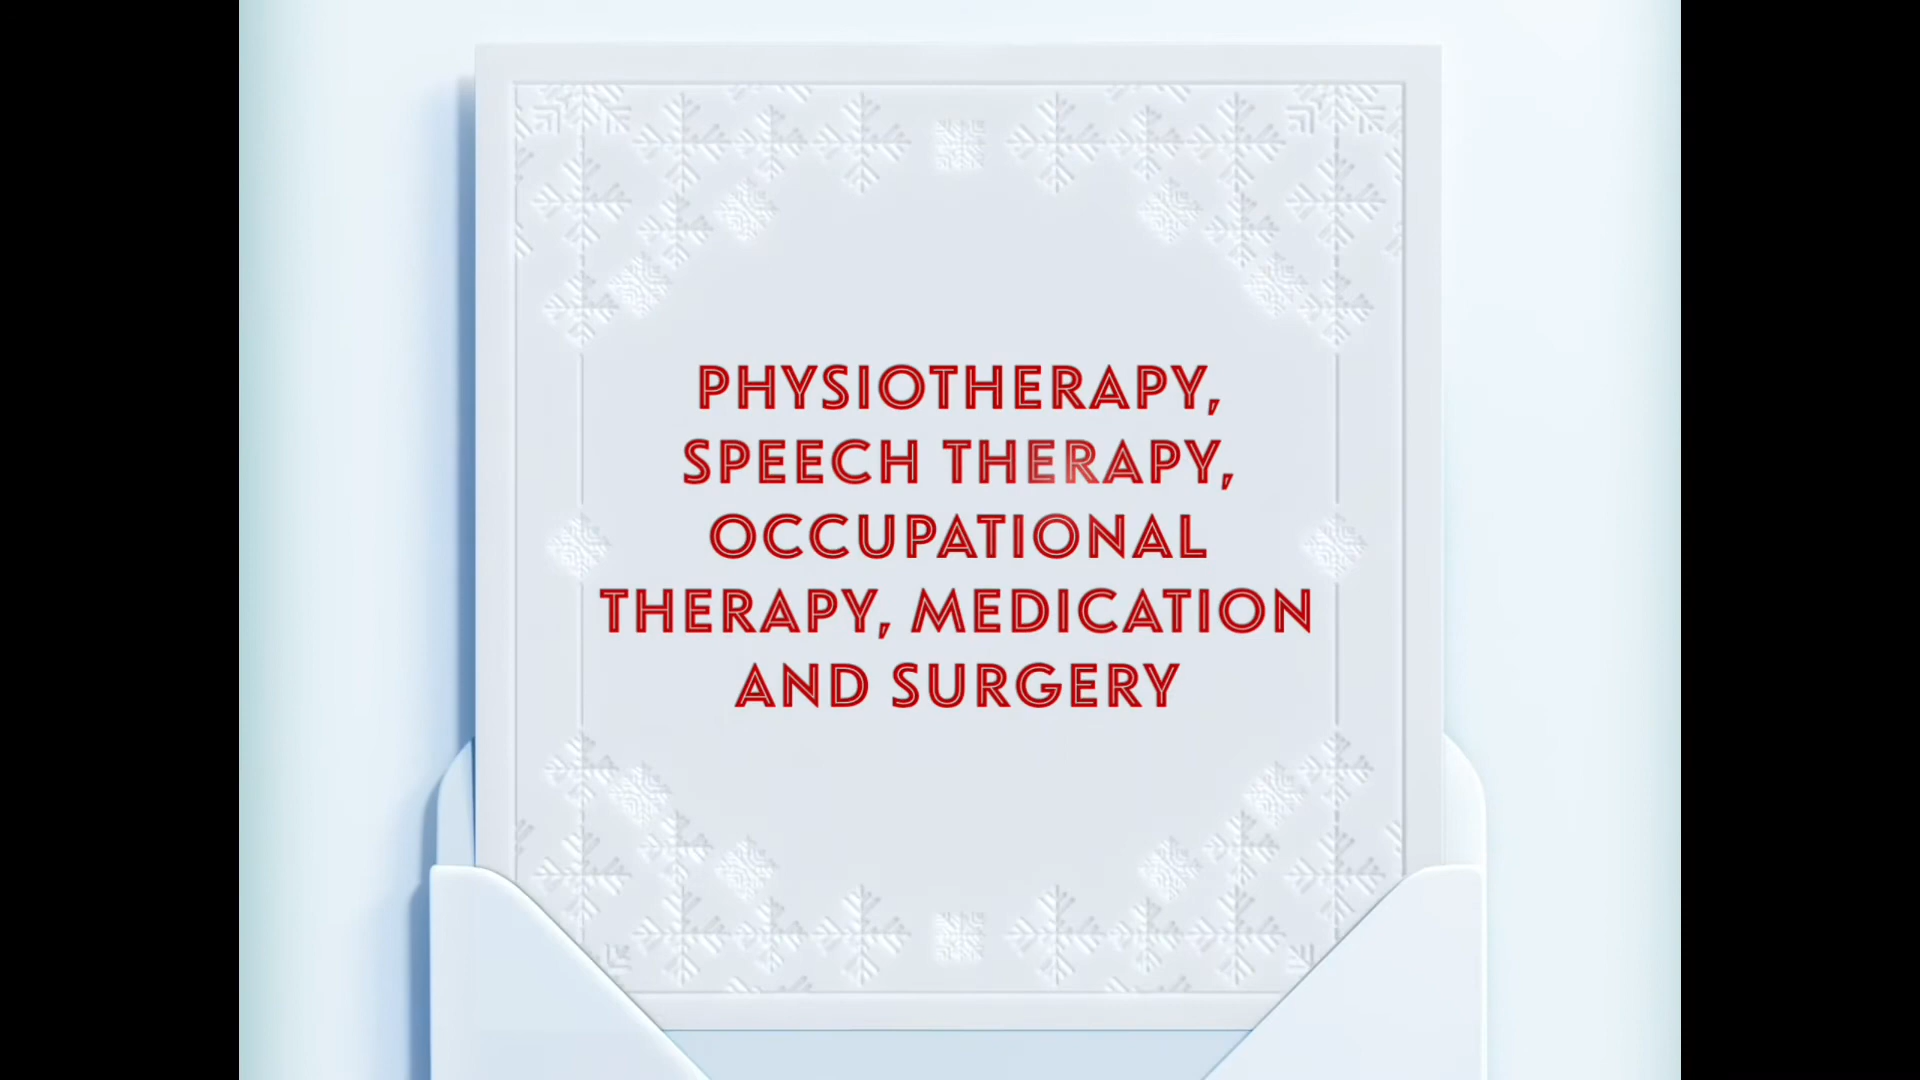 PHYSIOTHERAPY,
SPEECH THERAPY,
OCCUPATIONAL
THERAPY, MEDICATION
AND SURGERY